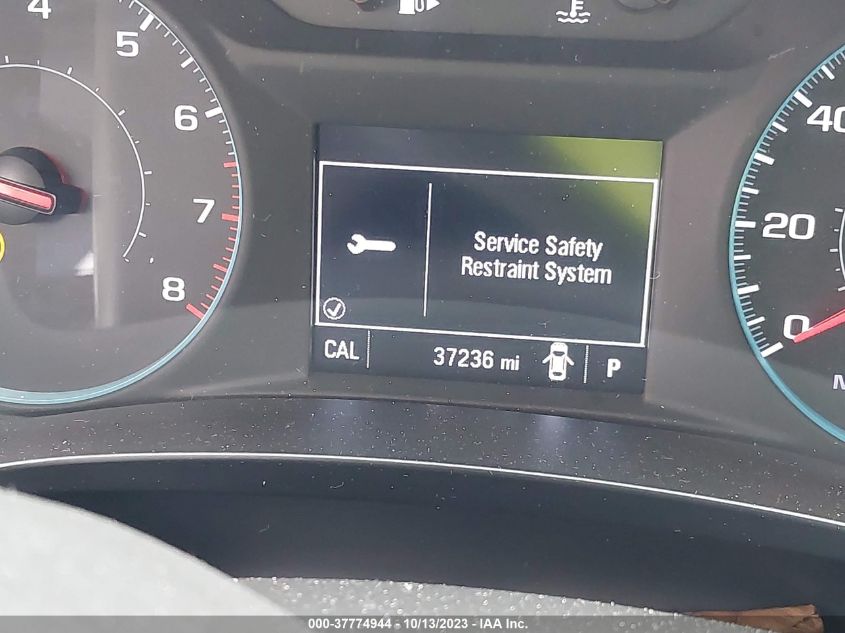 4
5
6
7
8
Service Safety
Restraint System
CAL
37236 mi
P
40
20
0
000-37774944 - 10/13/2023 - IAA Inc.